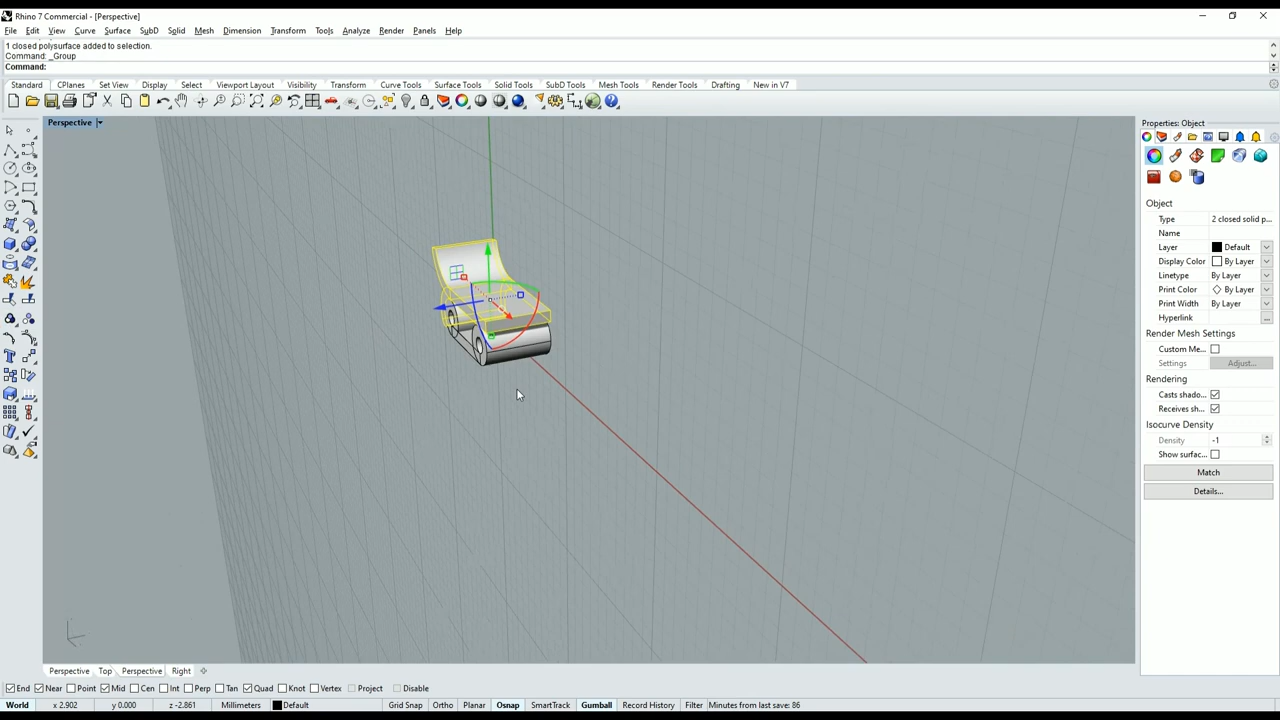 Rhino 7 Commercial - [Perspective]
File Edit View Curve Surface SubD Solid Mesh Dimension Transform Tools Analyze Render Panels Help
1 closed polysurface added to selection.
Command: _Group
Command:
Standard CPlanes Set View Display Select Viewport Layout Visibility Transform Curve Tools Surface Tools Solid Tools SubD Tools Mesh Tools Render Tools Drafting New in V7
Perspective
Properties: Object
Object
Type 2 closed solid p...
Name
Layer Default
Display Color By Layer
Linetype By Layer
Print Color By Layer
Print Width By Layer
Hyperlink ...
Render Mesh Settings
Custom Me...
Settings Adjust...
Rendering
Casts shado...
Receives sh...
Isocurve Density
Density -1
Show surfac...
Match
Details...
Perspective Top Perspective Right
End Near Point Mid Cen Int Perp Tan Quad Knot Vertex Project Disable
World x 2.902 y 0.000 z -2.861 Millimeters Default Grid Snap Ortho Planar Osnap SmartTrack Gumball Record History Filter Minutes from last save: 86